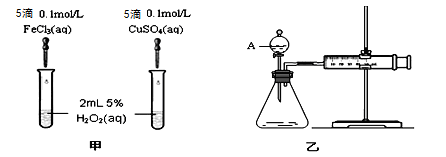 5滴 0.1mol/L 5滴 0.1mol/L
FeCl₃(aq) CuSO₄(aq)
A
2mL 5%
H₂O₂(aq)
甲 乙